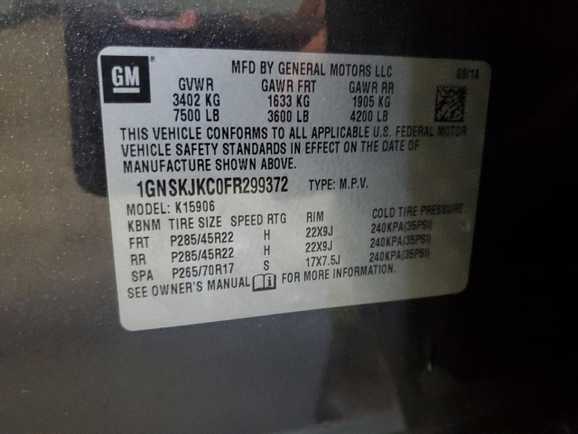 GM
MFD BY GENERAL MOTORS LLC
GVWR GAWR FRT GAWR RR
3402 KG 1633 KG 1905 KG
7500 LB 3600 LB 4200 LB
THIS VEHICLE CONFORMS TO ALL APPLICABLE U.S. FEDERAL MOTOR
VEHICLE SAFETY STANDARDS IN EFFECT ON THE DATE OF
MANUFACTURE SHOWN ABOVE.
1GNSKJKC0FR299372 TYPE: M.P.V.
MODEL: K15906
KBNM TIRE SIZE SPEED RTG RIM COLD TIRE PRESSURE
FRT P285/45R22 H 22X9J 240KPA(35PSI)
RR P285/45R22 H 22X9J 240KPA(35PSI)
SPA P265/70R17 S 17X7.5J 240KPA(35PSI)
SEE OWNER'S MANUAL FOR MORE INFORMATION.